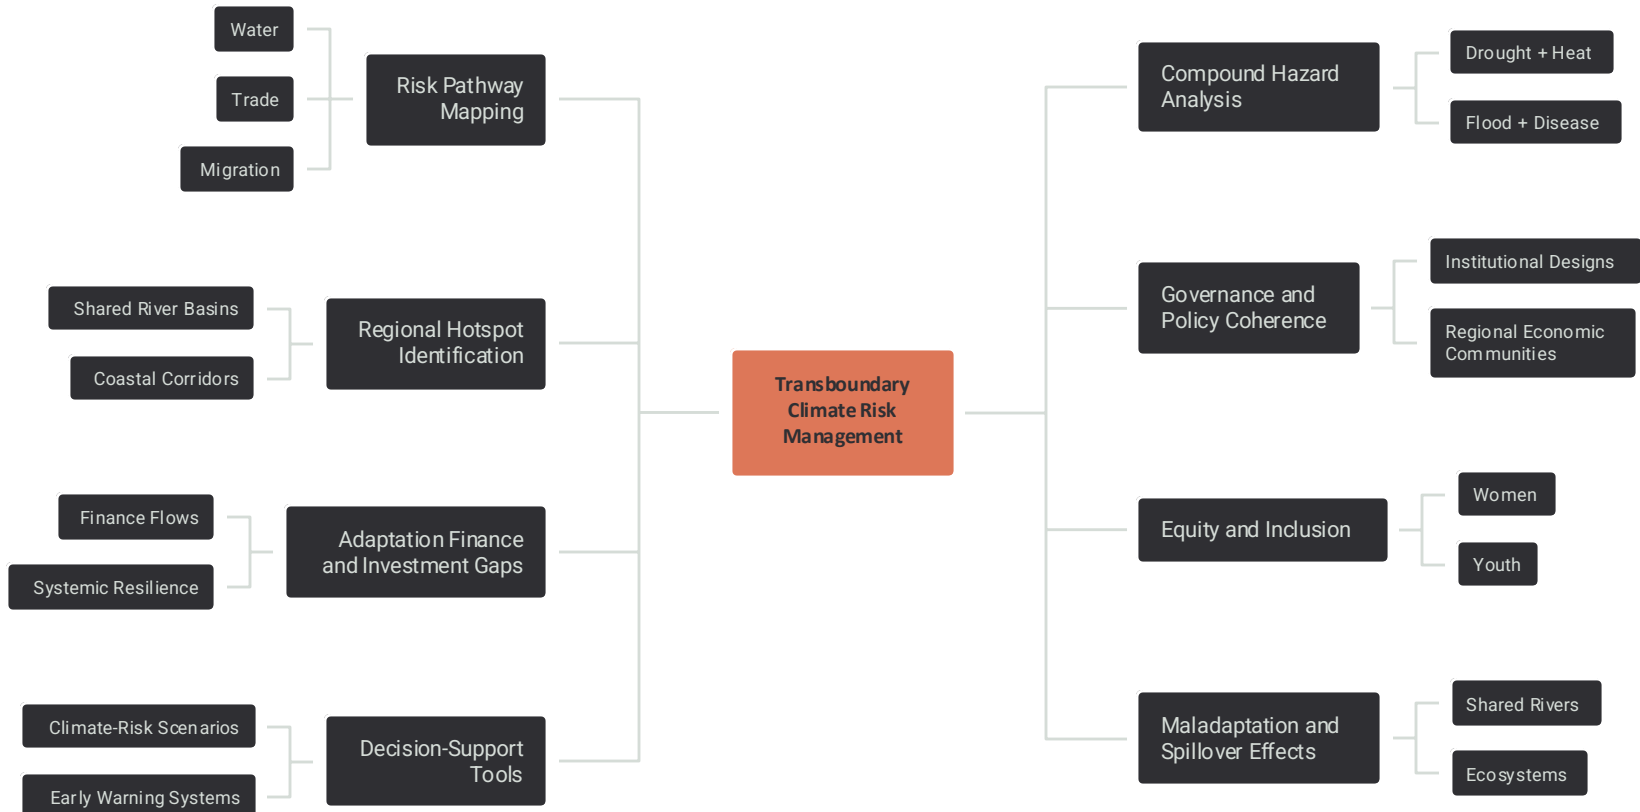 Water
Trade
Migration
Risk Pathway
Mapping
Shared River Basins
Coastal Corridors
Regional Hotspot
Identification
Finance Flows
Systemic Resilience
Adaptation Finance
and Investment Gaps
Climate-Risk Scenarios
Early Warning Systems
Decision-Support
Tools
Transboundary
Climate Risk
Management
Compound Hazard
Analysis
Drought + Heat
Flood + Disease
Governance and
Policy Coherence
Institutional Designs
Regional Economic
Communities
Equity and Inclusion
Women
Youth
Maladaptation and
Spillover Effects
Shared Rivers
Ecosystems